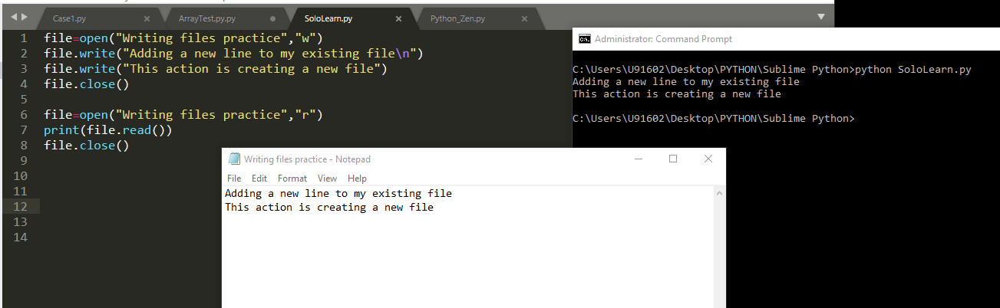 Case1.py
ArrayTest.py.py
SoloLearn.py
Python_Zen.py
1 file=open("Writing files practice","w")
2 file.write("Adding a new line to my existing file\n")
3 file.write("This action is creating a new file")
4 file.close()
5
6 file=open("Writing files practice","r")
7 print(file.read())
8 file.close()
9
10
11
12
13
14
Administrator: Command Prompt
C:\Users\U91602\Desktop\PYTHON\Sublime Python>python SoloLearn.py
Adding a new line to my existing file
This action is creating a new file
C:\Users\U91602\Desktop\PYTHON\Sublime Python>
Writing files practice - Notepad
File Edit Format View Help
Adding a new line to my existing file
This action is creating a new file